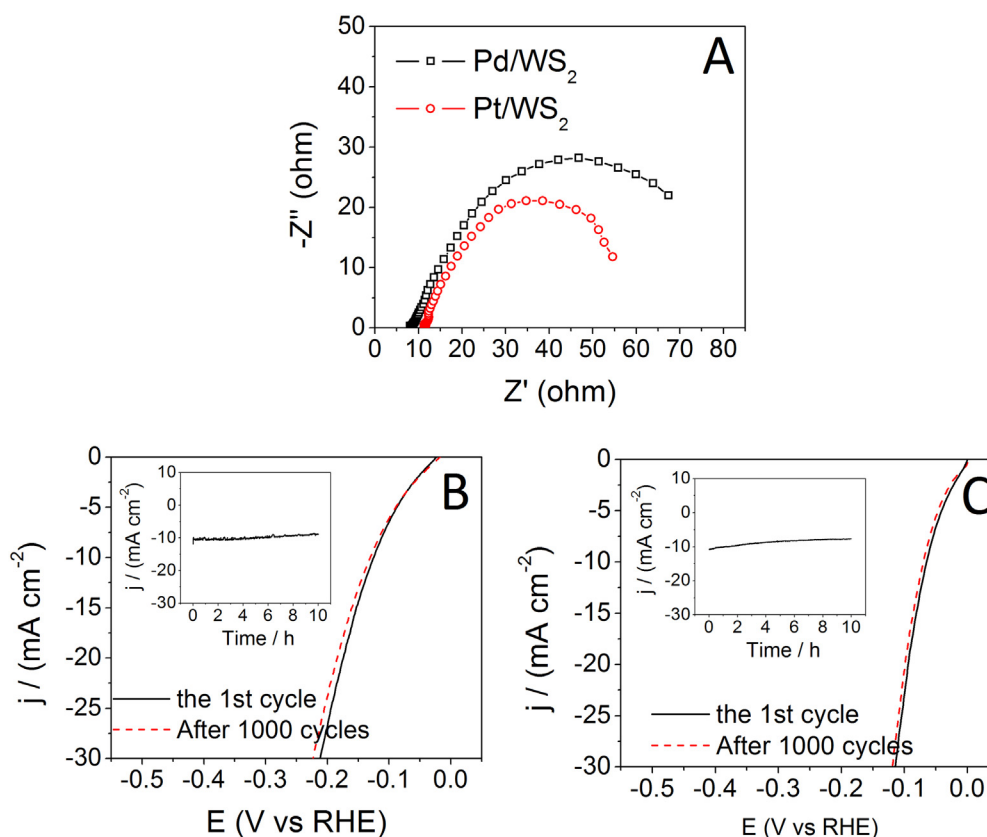 A
50
40
30
20
10
0
-Z" (ohm)
Pd/WS₂
Pt/WS₂
0 10 20 30 40 50 60 70 80
Z' (ohm)
B
0
-5
-10
-15
-20
-25
-30
j / (mA cm⁻²)
10
0
-10
-20
-30
j / (mA cm⁻²)
0 2 4 6 8 10
Time / h
the 1st cycle
After 1000 cycles
-0.5 -0.4 -0.3 -0.2 -0.1 0.0
E (V vs RHE)
C
0
-5
-10
-15
-20
-25
-30
j / (mA cm⁻²)
10
0
-10
-20
-30
j / (mA cm⁻²)
0 2 4 6 8 10
Time / h
the 1st cycle
After 1000 cycles
-0.5 -0.4 -0.3 -0.2 -0.1 0.0
E (V vs RHE)